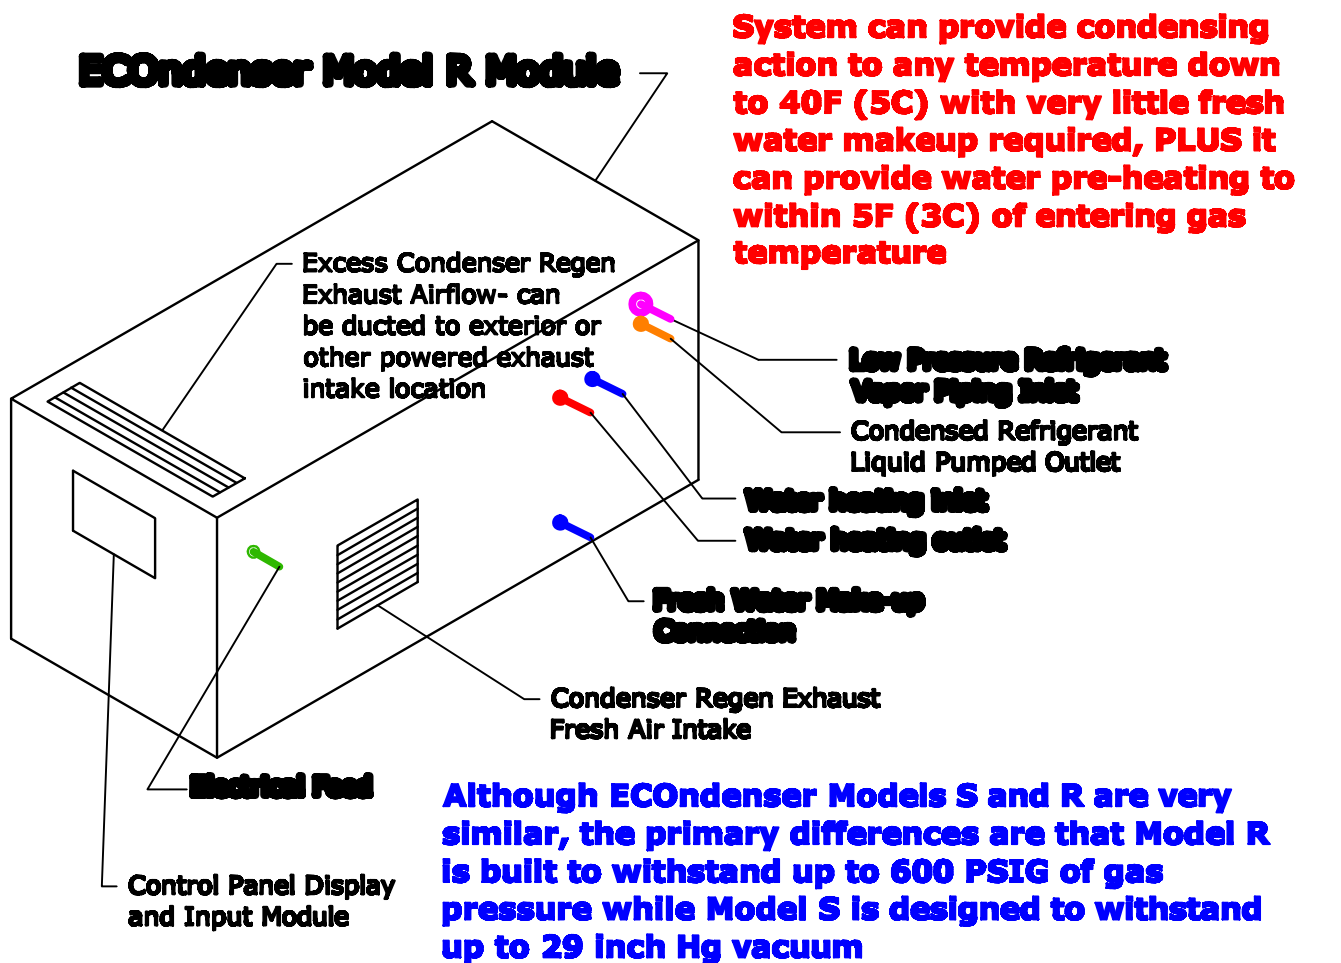 ECOndenser Model R Module
System can provide condensing
action to any temperature down
to 40F (5C) with very little fresh
water makeup required, PLUS it
can provide water pre-heating to
within 5F (3C) of entering gas
temperature
Excess Condenser Regen
Exhaust Airflow- can
be ducted to exterior or
other powered exhaust
intake location
Low Pressure Refrigerant
Vapor Piping Inlet
Condensed Refrigerant
Liquid Pumped Outlet
Water heating inlet
Water heating outlet
Fresh Water Make-up
Connection
Condenser Regen Exhaust
Fresh Air Intake
Electrical Feed
Control Panel Display
and Input Module
Although ECOndenser Models S and R are very
similar, the primary differences are that Model R
is built to withstand up to 600 PSIG of gas
pressure while Model S is designed to withstand
up to 29 inch Hg vacuum